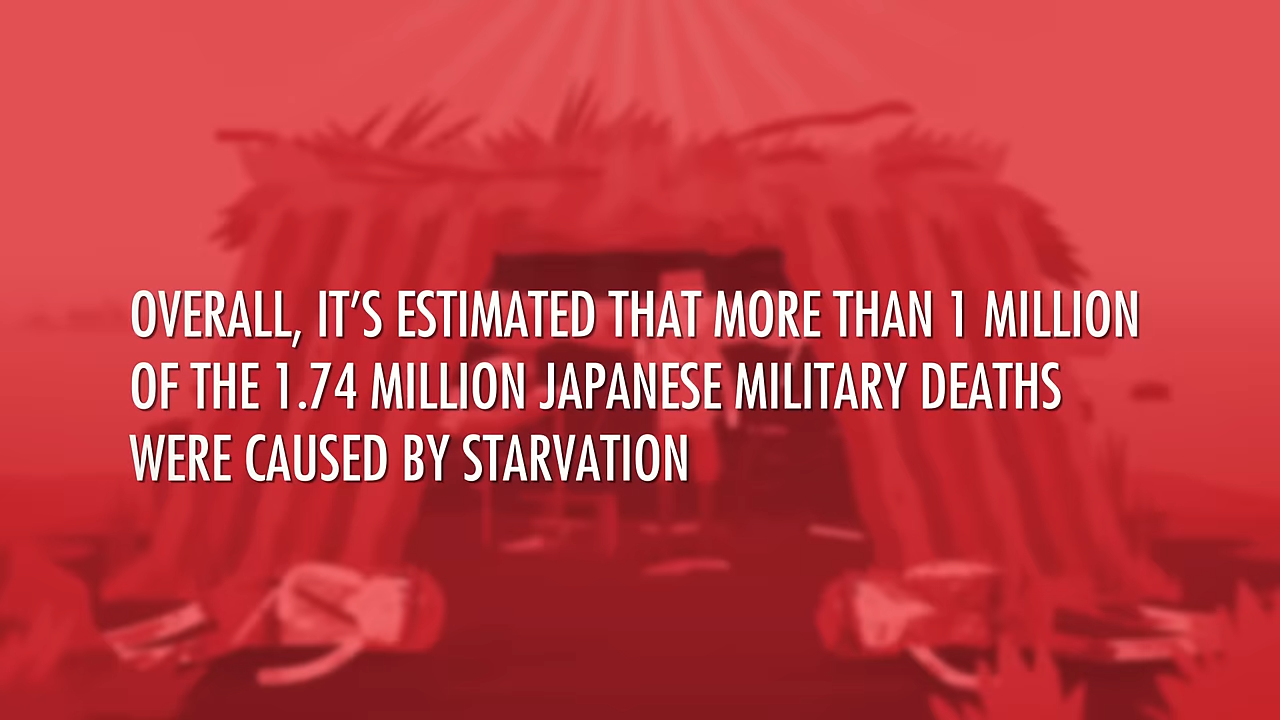 OVERALL, IT'S ESTIMATED THAT MORE THAN 1 MILLION
OF THE 1.74 MILLION JAPANESE MILITARY DEATHS
WERE CAUSED BY STARVATION